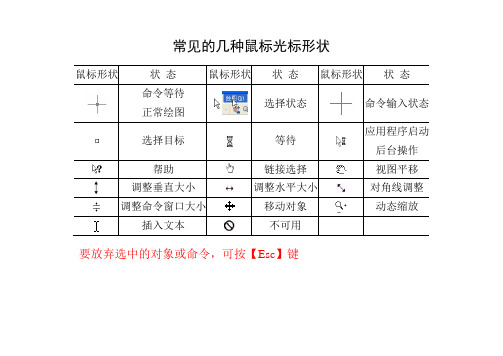 常见的几种鼠标光标形状
鼠标形状 状 态 鼠标形状 状 态 鼠标形状 状 态
命令等待
正常绘图
选择状态
命令输入状态
选择目标
等待
应用程序启动
后台操作
帮助 链接选择 视图平移
调整垂直大小 调整水平大小 对角线调整
调整命令窗口大小 移动对象 动态缩放
插入文本 不可用
要放弃选中的对象或命令，可按【Esc】键